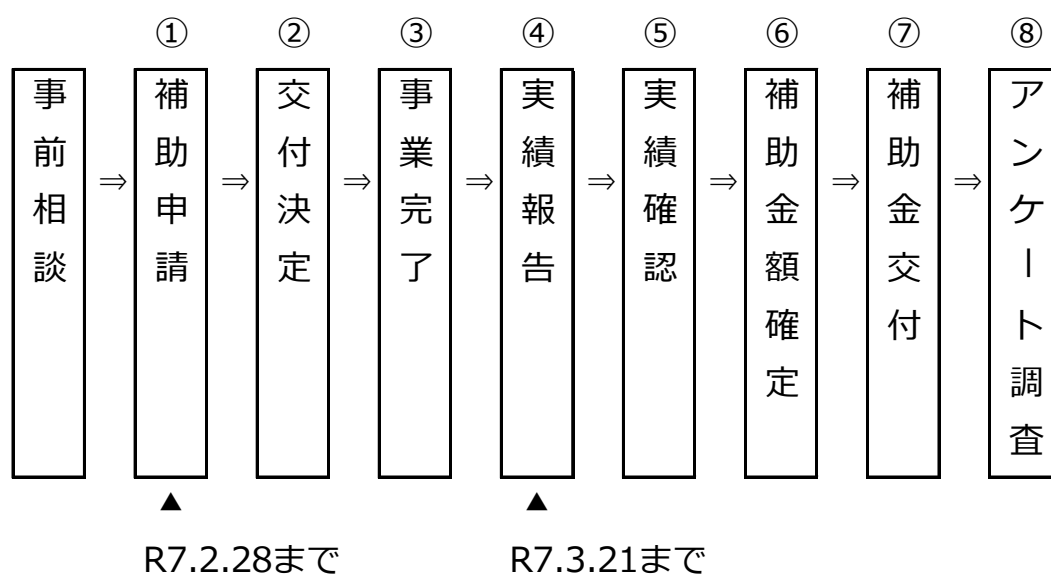 ① ② ③ ④ ⑤ ⑥ ⑦ ⑧
事前相談
⇒
補助申請
⇒
交付決定
⇒
事業完了
⇒
実績報告
⇒
実績確認
⇒
補助金額確定
⇒
補助金交付
⇒
アンケート調査
▲ ▲
R7.2.28まで R7.3.21まで